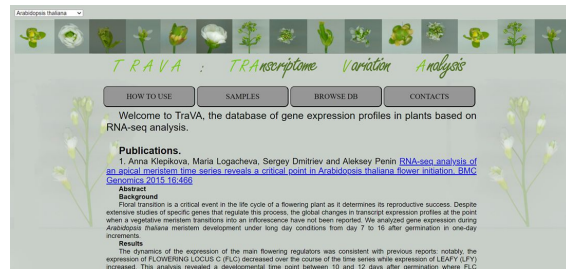 Arabidopsis thaliana
TRAVA : TRAnscriptome Variation Analysis
HOW TO USE SAMPLES BROWSE DB CONTACTS
Welcome to TraVA, the database of gene expression profiles in plants based on
RNA-seq analysis.
Publications.
1. Anna Klepikova, Maria Logacheva, Sergey Dmitriev and Aleksey Penin RNA-seq analysis of
an apical meristem time series reveals a critical point in Arabidopsis thaliana flower initiation. BMC
Genomics 2015 16:466
Abstract
Background
Floral transition is a critical event in the life cycle of a flowering plant as it determines its reproductive success. Despite
extensive studies of specific genes that regulate this process, the global changes in transcript expression profiles at the point
when a vegetative meristem transitions into an inflorescence have not been reported. We analyzed gene expression during
Arabidopsis thaliana meristem development under long day conditions from day 7 to 16 after germination in one-day
increments.
Results
The dynamics of the expression of the main flowering regulators was consistent with previous reports: notably, the
expression of FLOWERING LOCUS C (FLC) decreased over the course of the time series while expression of LEAFY (LFY)
increased. This analysis revealed a developmental time point between 10 and 12 days after germination where FLC